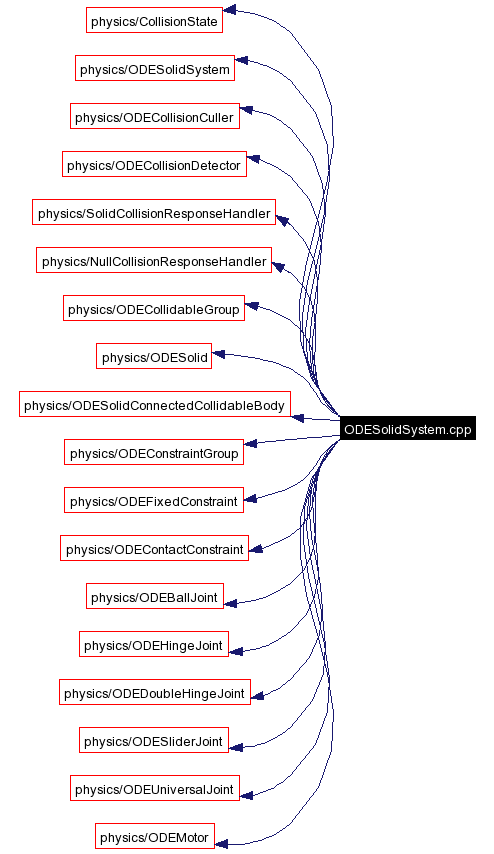 physics/CollisionState
physics/ODESolidSystem
physics/ODECollisionCuller
physics/ODECollisionDetector
physics/SolidCollisionResponseHandler
physics/NullCollisionResponseHandler
physics/ODECollidableGroup
physics/ODESolid
physics/ODESolidConnectedCollidableBody
ODESolidSystem.cpp
physics/ODEConstraintGroup
physics/ODEFixedConstraint
physics/ODEContactConstraint
physics/ODEBallJoint
physics/ODEHingeJoint
physics/ODEDoubleHingeJoint
physics/ODESliderJoint
physics/ODEUniversalJoint
physics/ODEMotor